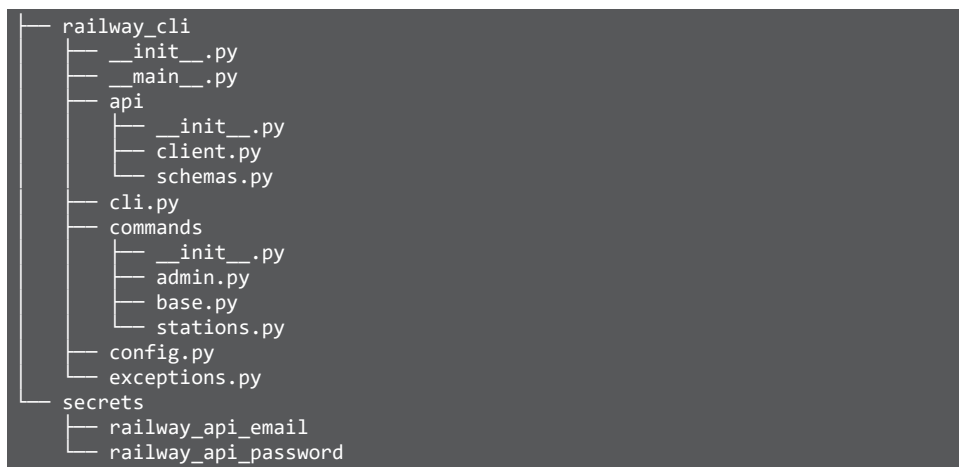 ├── railway_cli
│   ├── __init__.py
│   ├── __main__.py
│   ├── api
│   │   ├── __init__.py
│   │   ├── client.py
│   │   └── schemas.py
│   ├── cli.py
│   ├── commands
│   │   ├── __init__.py
│   │   ├── admin.py
│   │   ├── base.py
│   │   └── stations.py
│   ├── config.py
│   └── exceptions.py
└── secrets
    ├── railway_api_email
    └── railway_api_password